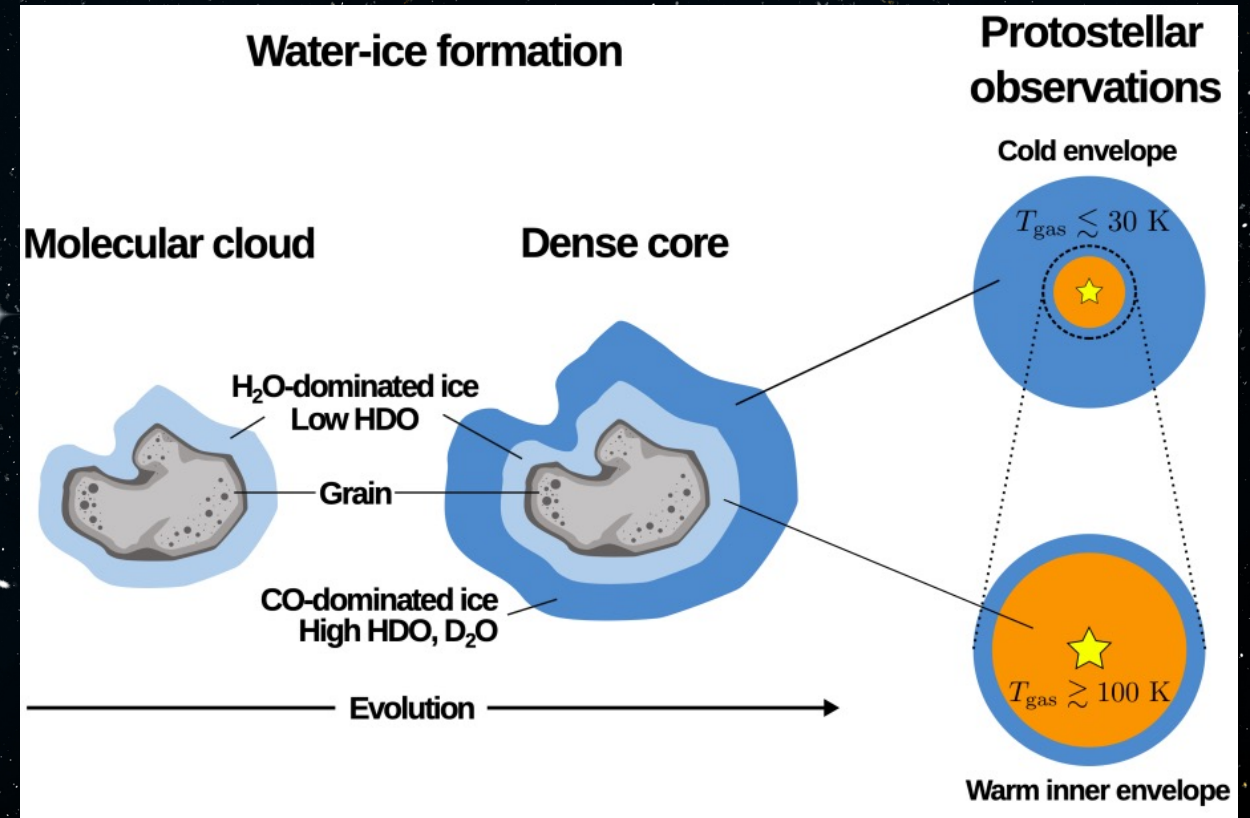 Water-ice formation
Protostellar
observations
Cold envelope
T_gas ≲ 30 K
Molecular cloud
Dense core
H₂O-dominated ice
Low HDO
Grain
CO-dominated ice
High HDO, D₂O
T_gas ≳ 100 K
Evolution
Warm inner envelope